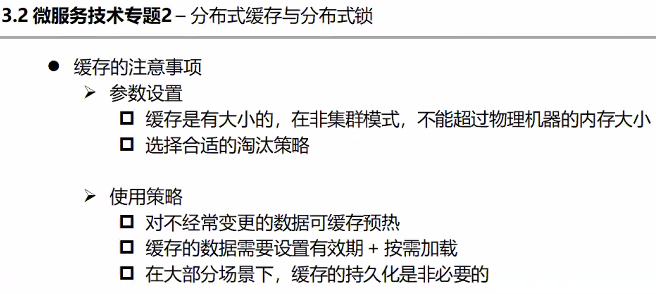 3.2 微服务技术专题2 – 分布式缓存与分布式锁
缓存的注意事项
参数设置
缓存是有大小的，在非集群模式，不能超过物理机器的内存大小
选择合适的淘汰策略
使用策略
对不经常变更的数据可缓存预热
缓存的数据需要设置有效期 + 按需加载
在大部分场景下，缓存的持久化是非必要的